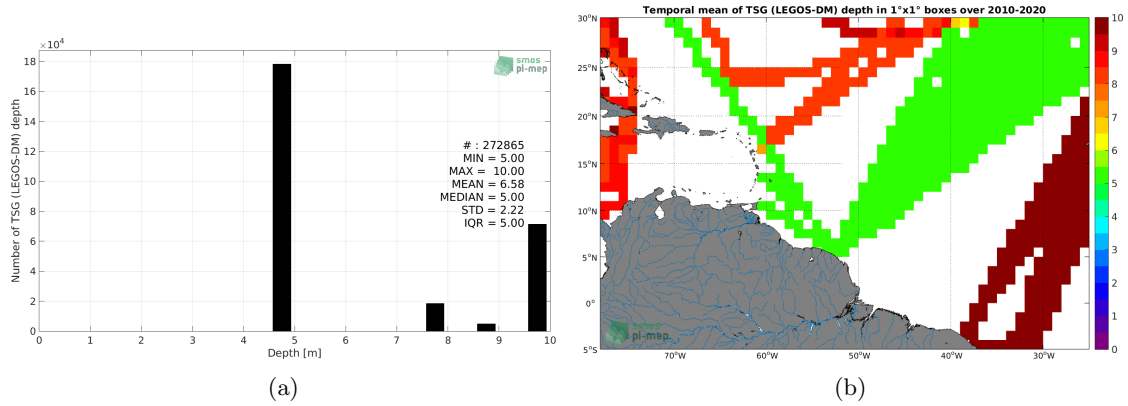 ×10⁴
18
16
14
12
10
8
6
4
2
0
Number of TSG (LEGOS-DM) depth
smos
pi-mep
# : 272865
MIN = 5.00
MAX = 10.00
MEAN = 6.58
MEDIAN = 5.00
STD = 2.22
IQR = 5.00
0 1 2 3 4 5 6 7 8 9 10
Depth [m]
(a)
Temporal mean of TSG (LEGOS-DM) depth in 1°x1° boxes over 2010-2020
30°N
25°N
20°N
15°N
10°N
5°N
0°
5°S
70°W 60°W 50°W 40°W 30°W
smos
pi-mep
10
9
8
7
6
5
4
3
2
1
0
(b)